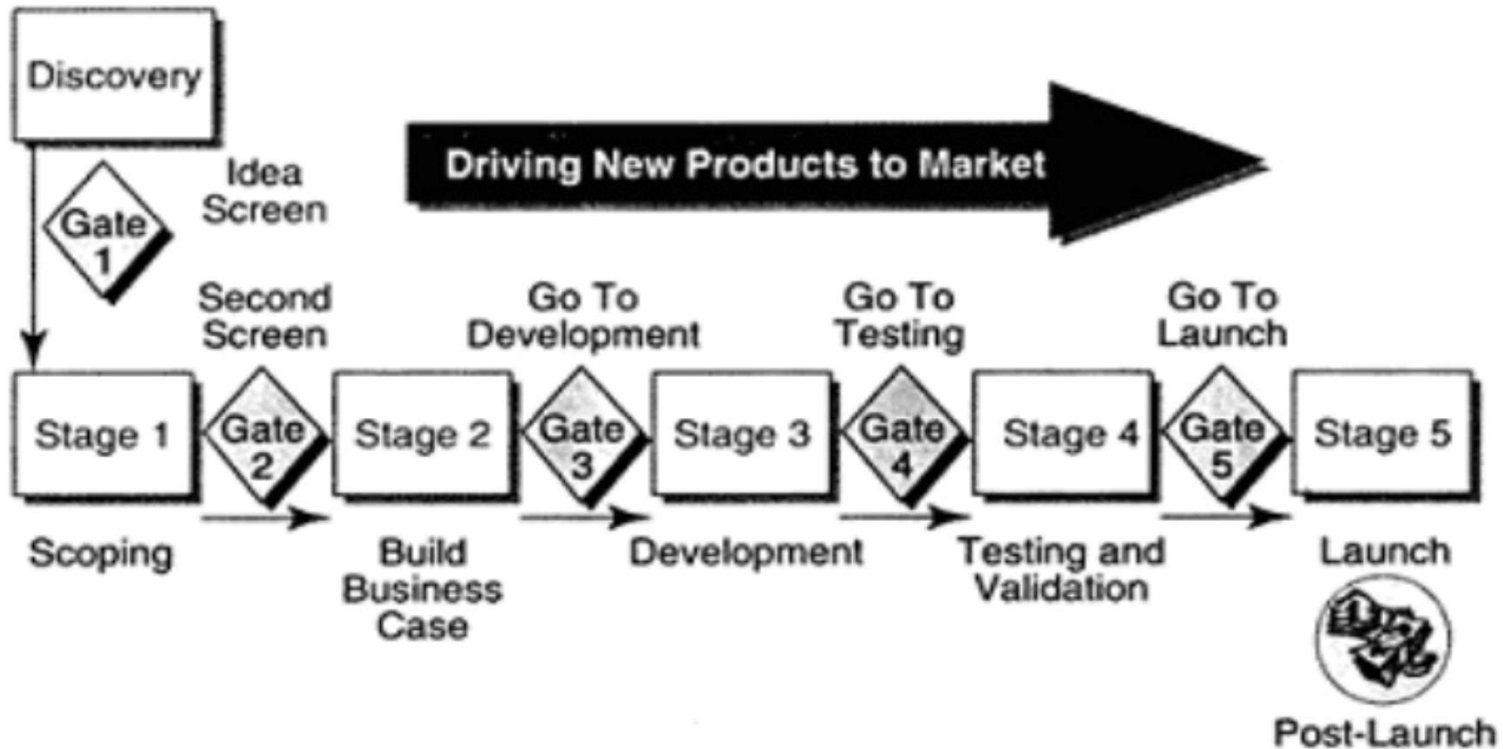 Discovery
Idea
Screen
Gate
1
Driving New Products to Market
Second
Screen
Go To
Development
Go To
Testing
Go To
Launch
Stage 1
Gate
2
Stage 2
Gate
3
Stage 3
Gate
4
Stage 4
Gate
5
Stage 5
Scoping
Build
Business
Case
Development
Testing and
Validation
Launch
Post-Launch